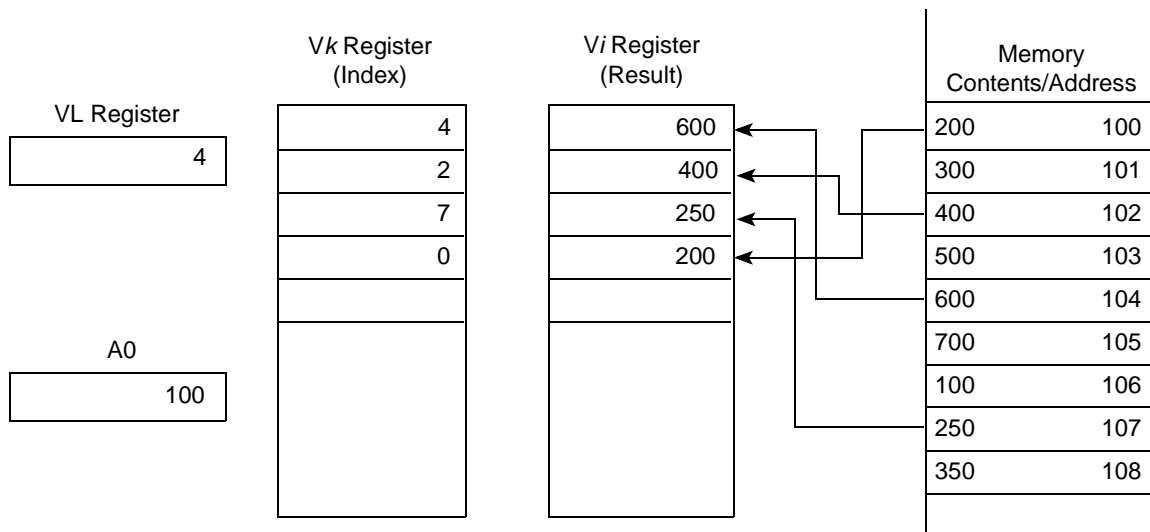 VL Register
4
A0
100
Vk Register
(Index)
4
2
7
0
Vi Register
(Result)
600
400
250
200
Memory
Contents/Address
200 100
300 101
400 102
500 103
600 104
700 105
100 106
250 107
350 108